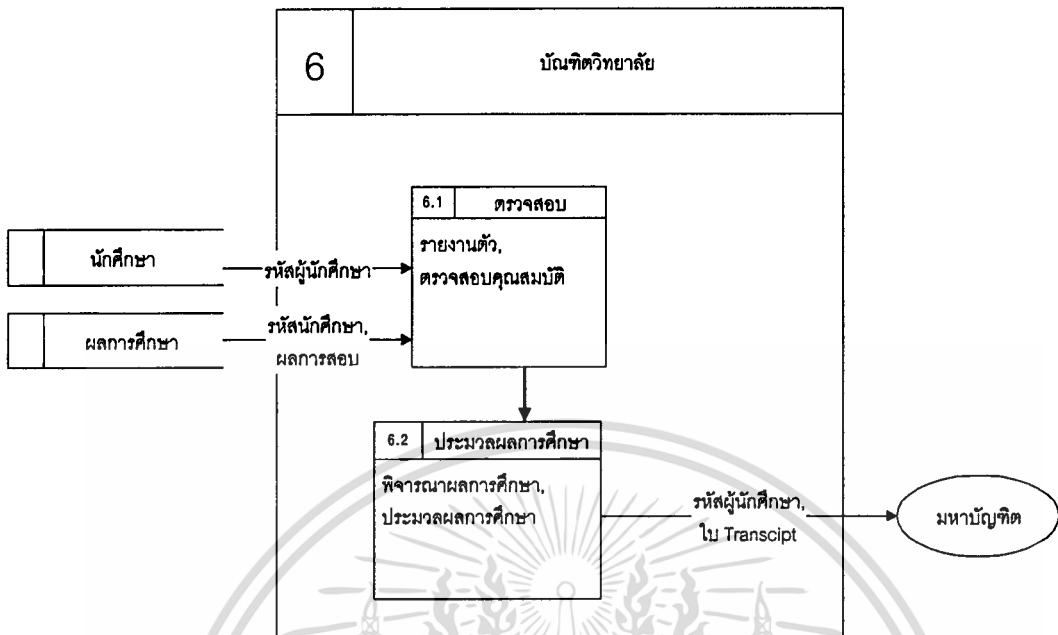 6
บัณฑิตวิทยาลัย
6.1 ตรวจสอบ
รายงานตัว,
ตรวจสอบคุณสมบัติ
นักศึกษา
รหัสผู้นักศึกษา
ผลการศึกษา
รหัสนักศึกษา,
ผลการสอบ
6.2 ประมวลผลการศึกษา
พิจารณาผลการศึกษา,
ประมวลผลการศึกษา
รหัสผู้นักศึกษา,
ใบ Transcipt
มหาบัญฑิต